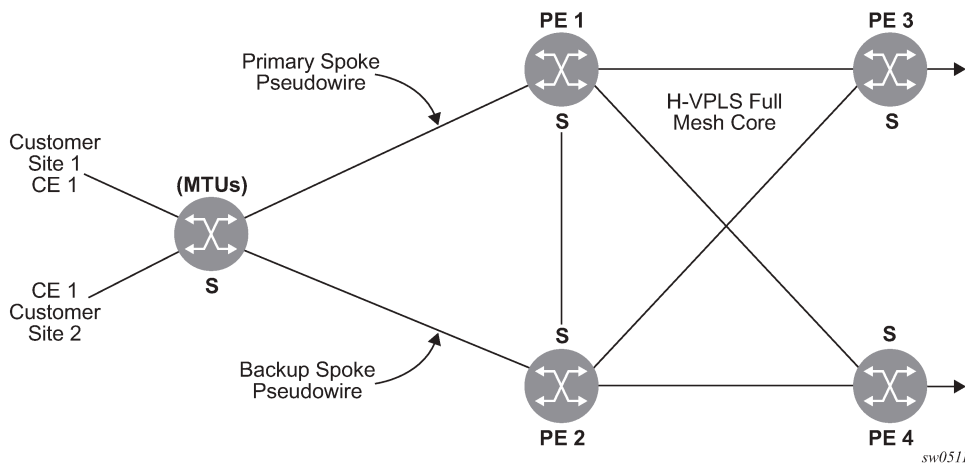 PE 1
PE 3
Primary Spoke
Pseudowire
H-VPLS Full
Mesh Core
S
S
Customer
Site 1
CE 1
(MTUs)
S
CE 1
Customer
Site 2
S
S
Backup Spoke
Pseudowire
PE 2
PE 4